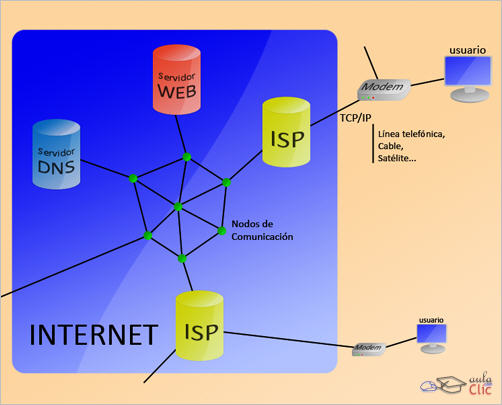 Servidor
WEB
usuario
Modem
ISP
TCP/IP
Línea telefónica,
Cable,
Satélite...
Servidor
DNS
Nodos de
Comunicación
INTERNET
ISP
usuario
Modem
aula
Clic